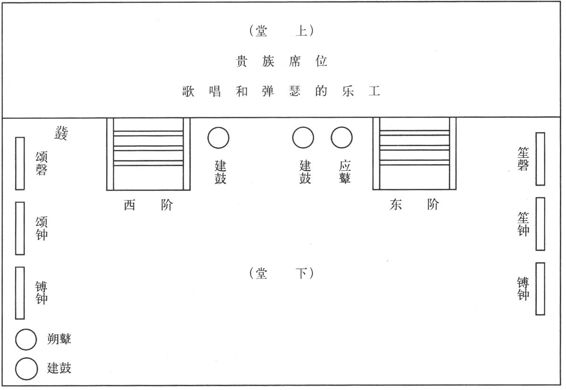 （堂 上）
贵 族 席 位
歌 唱 和 弹 瑟 的 乐 工
鼗
颂磬
颂钟
镈钟
朔鼙
建鼓
西 阶
建鼓
建鼓
应鼙
东 阶
（堂 下）
笙磬
笙钟
镈钟